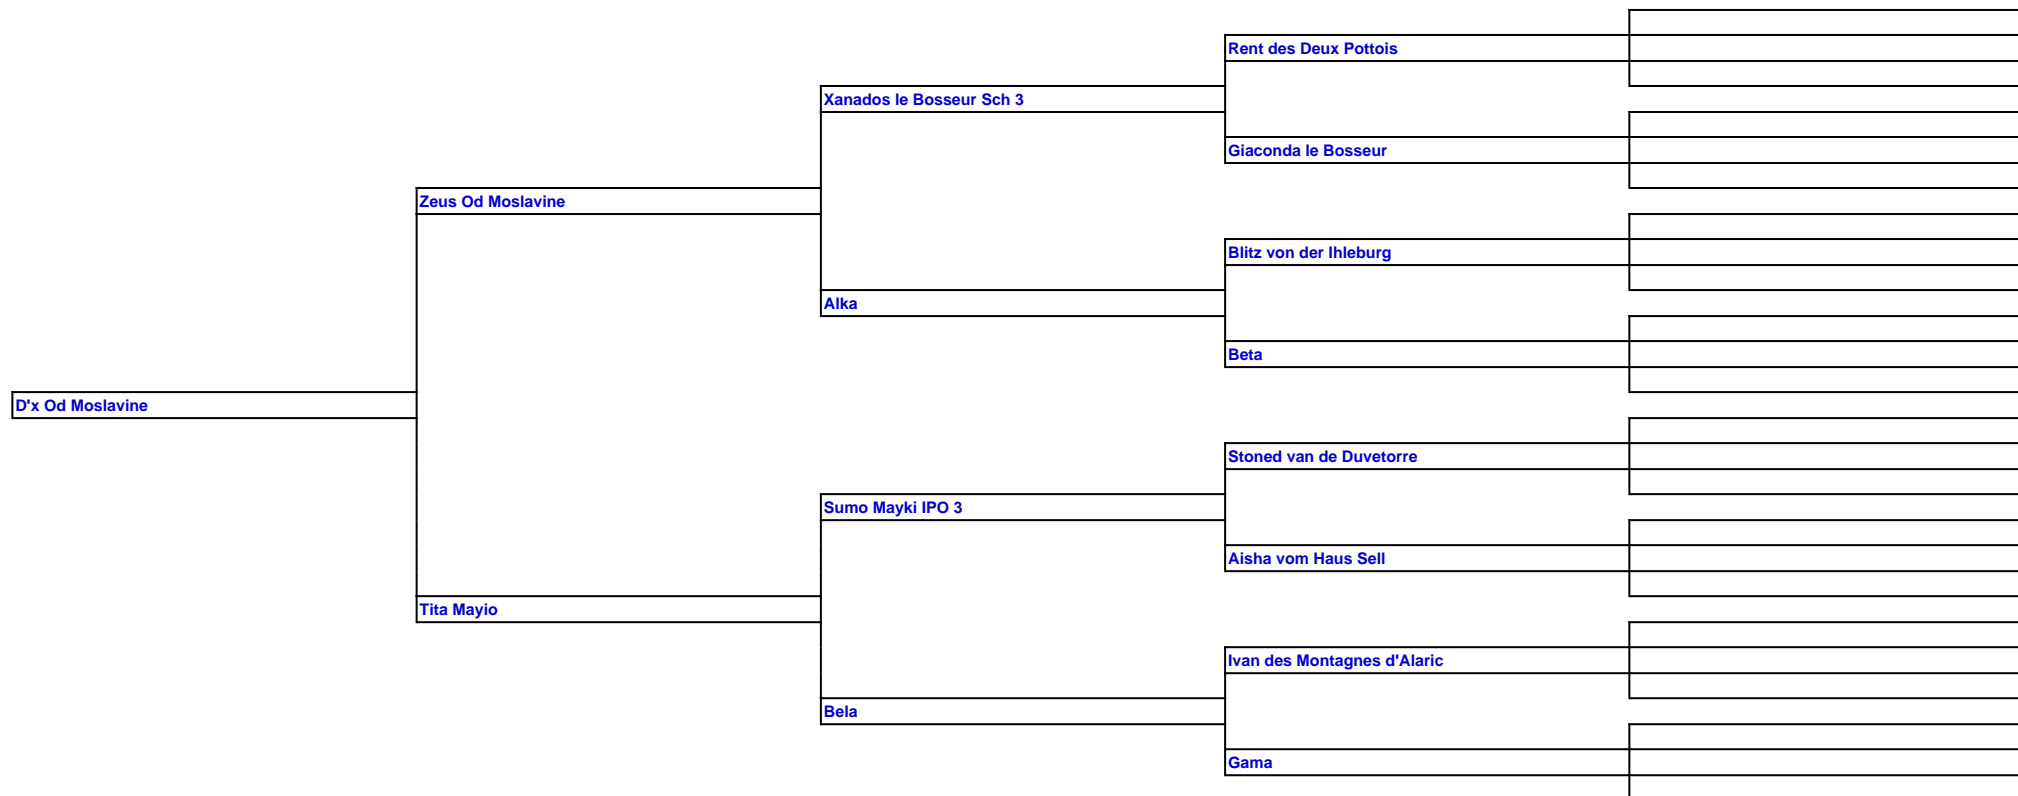 Rent des Deux Pottois
Xanados le Bosseur Sch 3
Giaconda le Bosseur
Zeus Od Moslavine
Blitz von der Ihleburg
Alka
Beta
D'x Od Moslavine
Stoned van de Duvetorre
Sumo Mayki IPO 3
Aisha vom Haus Sell
Tita Mayio
Ivan des Montagnes d'Alaric
Bela
Gama